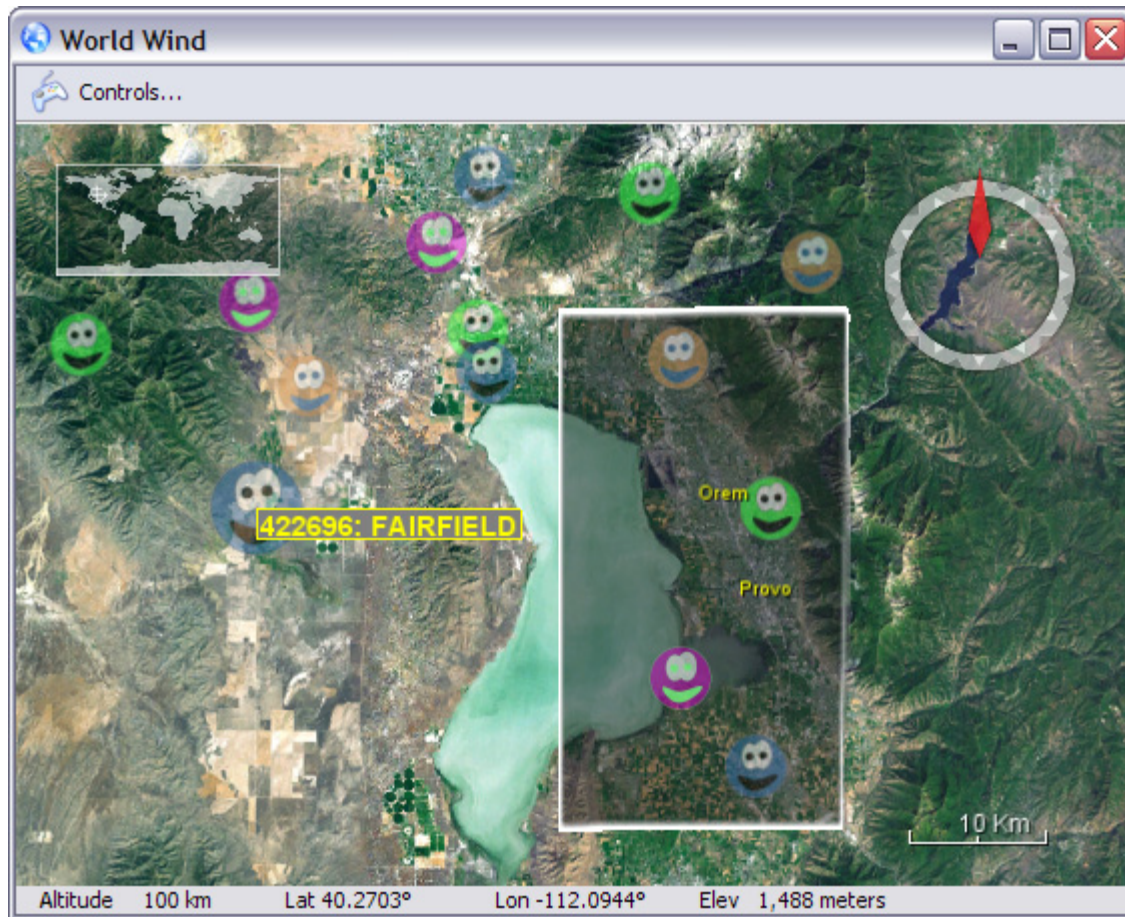 World Wind
Controls...
Orem
422696: FAIRFIELD
Provo
10 Km
Altitude 100 km Lat 40.2703° Lon -112.0944° Elev 1,488 meters